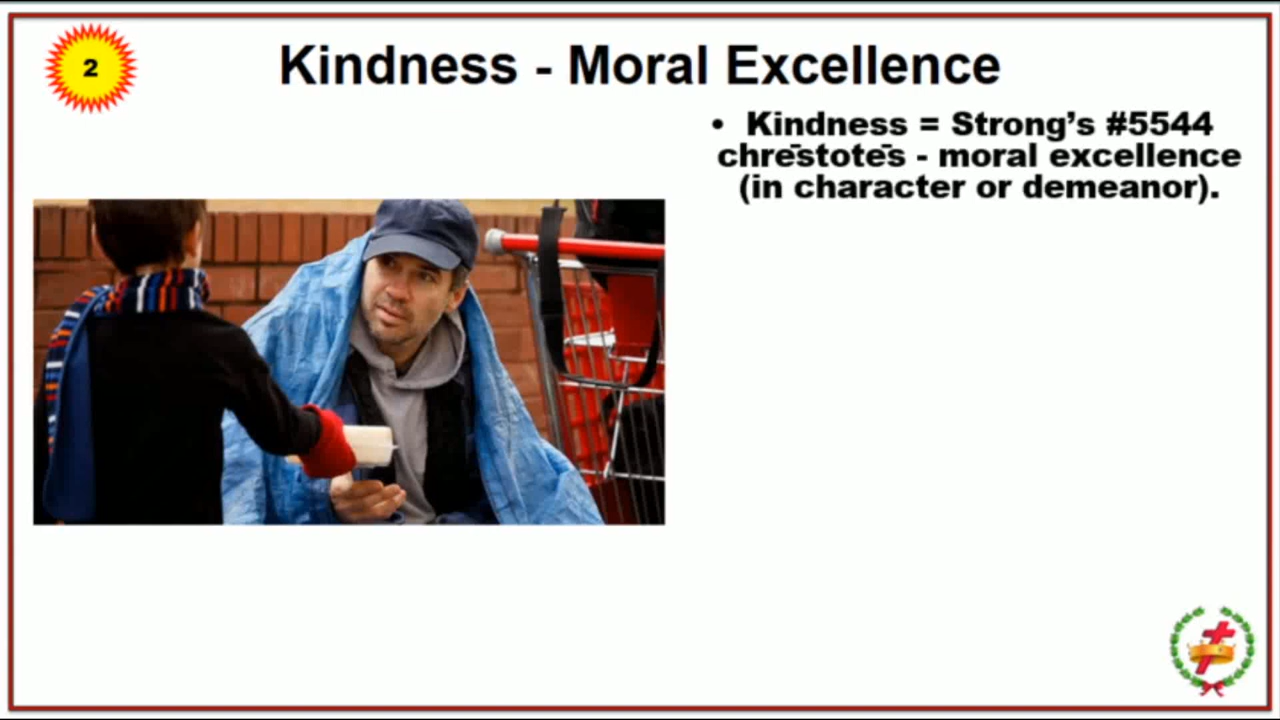 2
Kindness - Moral Excellence
• Kindness = Strong’s #5544
chrēstotēs - moral excellence
(in character or demeanor).